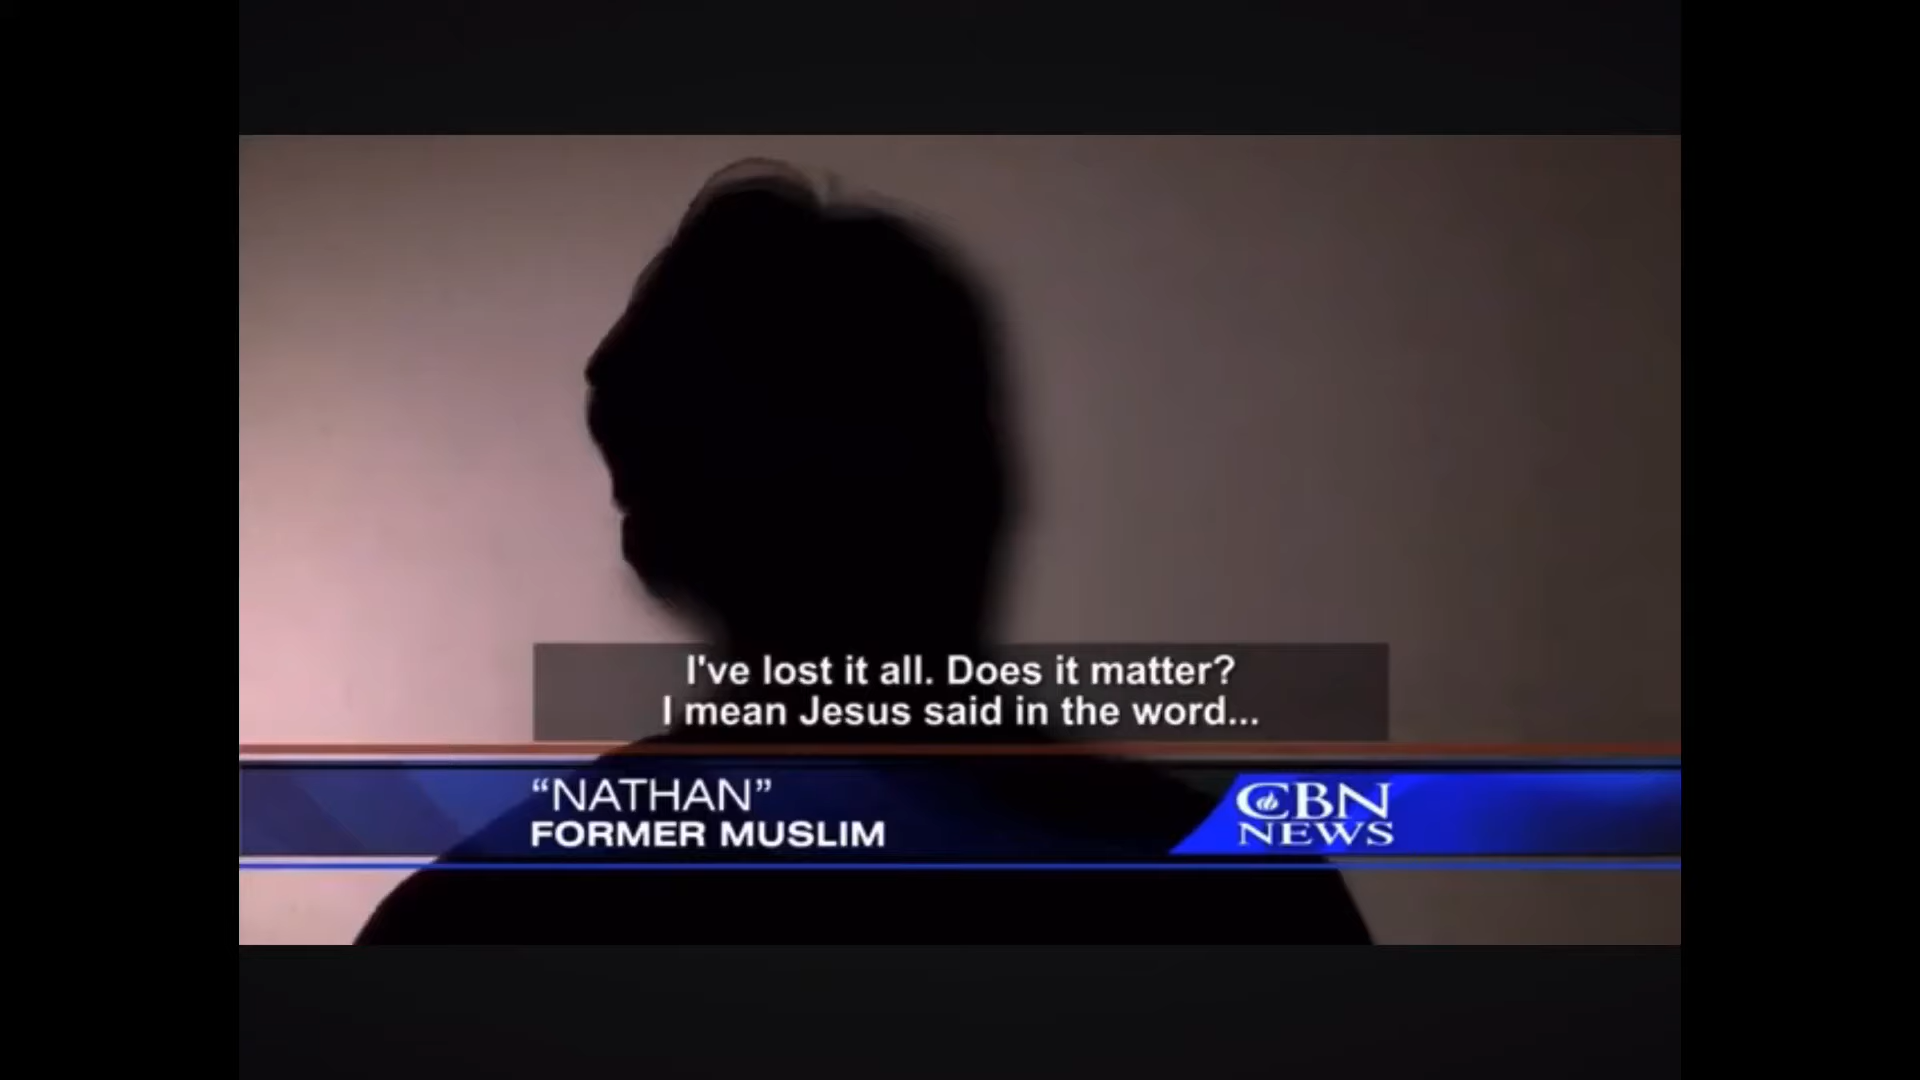 I've lost it all. Does it matter?
I mean Jesus said in the word...
“NATHAN”
FORMER MUSLIM
CBN
NEWS